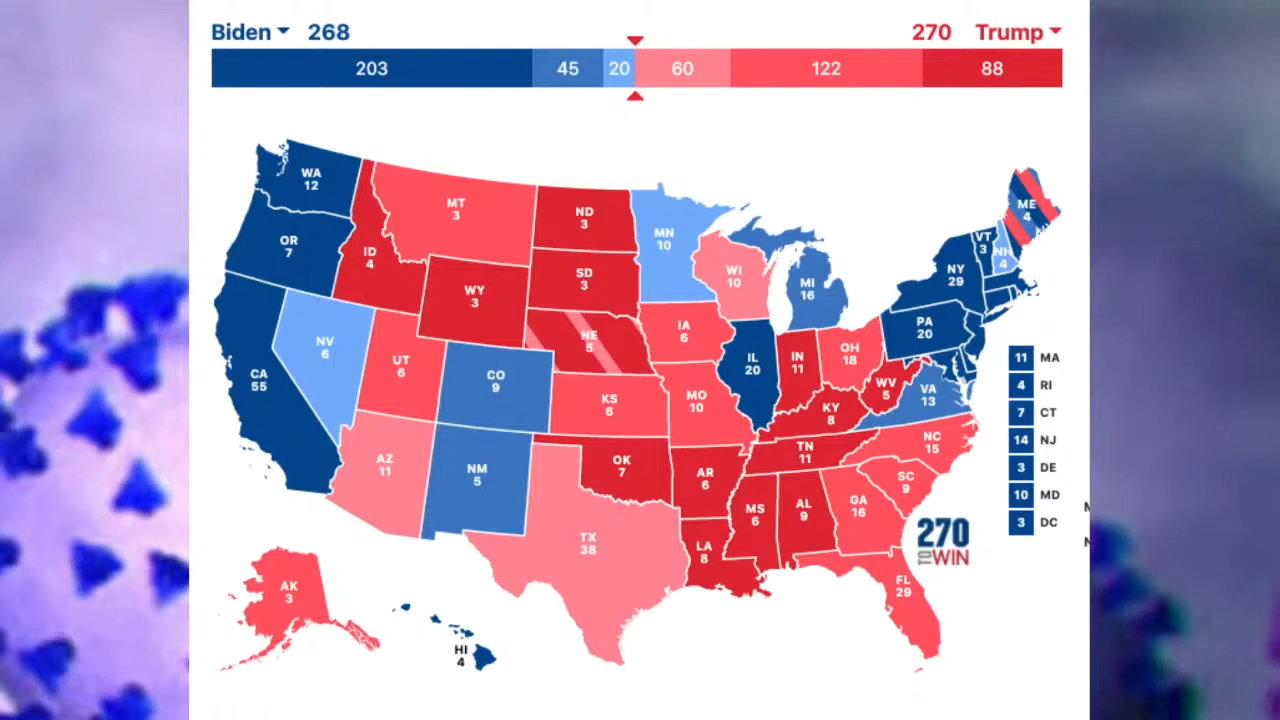 Biden 268
270 Trump
203 45 20 60 122 88
WA
12
OR
7
CA
55
NV
6
ID
4
MT
3
WY
3
UT
6
AZ
11
CO
9
NM
5
ND
3
SD
3
NE
5
KS
6
OK
7
TX
38
MN
10
IA
6
MO
10
AR
6
LA
8
WI
10
IL
20
MI
16
IN
11
OH
18
KY
8
TN
11
MS
6
AL
9
GA
16
FL
29
SC
9
NC
15
VA
13
WV
5
PA
20
NY
29
VT
3
NH
4
ME
4
AK
3
HI
4
11 MA
4 RI
7 CT
14 NJ
3 DE
10 MD
3 DC
270
TO WIN